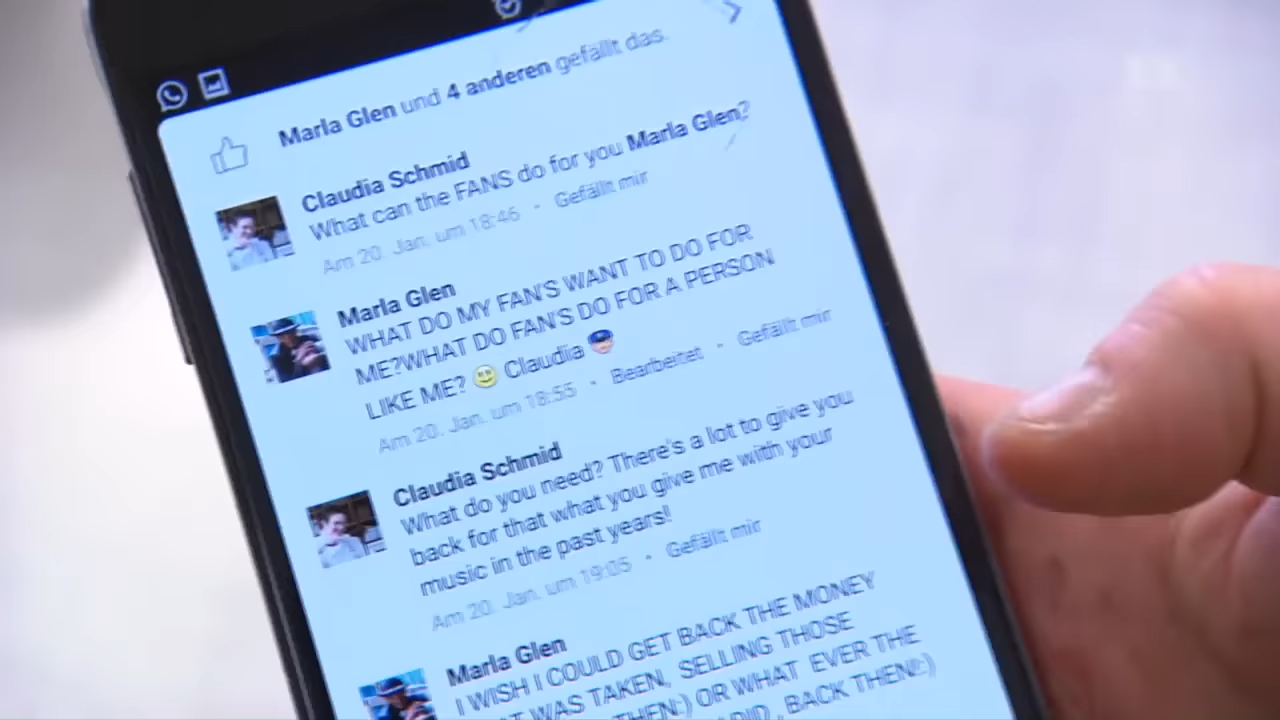 Marla Glen und 4 anderen gefällt das.
Claudia Schmid
What can the FANS do for you Marla Glen?
Am 20. Jan. um 18:46 · Gefällt mir
Marla Glen
WHAT DO MY FAN'S WANT TO DO FOR
ME?WHAT DO FAN'S DO FOR A PERSON
LIKE ME? 🙂 Claudia 👮
Am 20. Jan. um 18:55 · Bearbeitet · Gefällt mir
Claudia Schmid
What do you need? There's a lot to give you
back for that what you give me with your
music in the past years!
Am 20. Jan. um 19:05 · Gefällt mir
Marla Glen
I WISH I COULD GET BACK THE MONEY
WAS TAKEN, SELLING THOSE
THEN:) OR WHAT EVER THE
BACK THEN:)